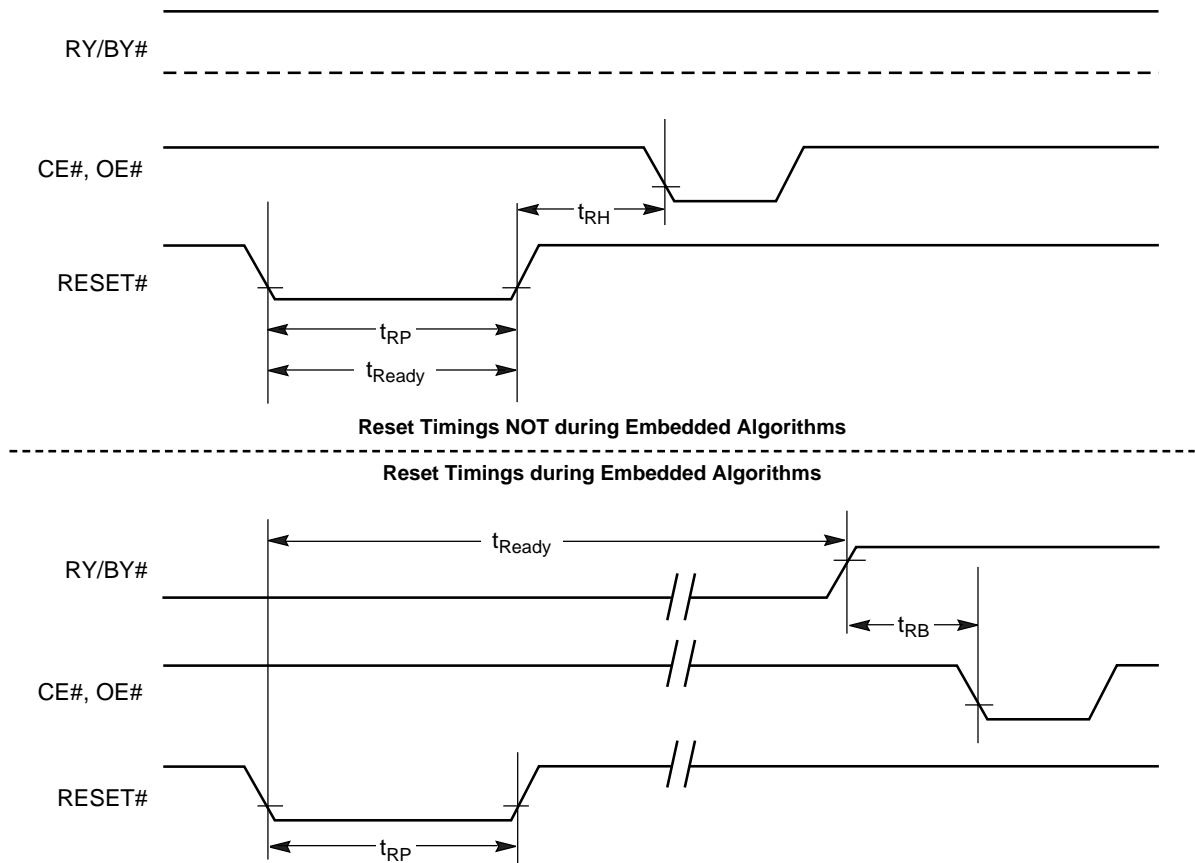 RY/BY#
CE#, OE#
tRH
RESET#
tRP
tReady
Reset Timings NOT during Embedded Algorithms
Reset Timings during Embedded Algorithms
tReady
RY/BY#
tRB
CE#, OE#
RESET#
tRP